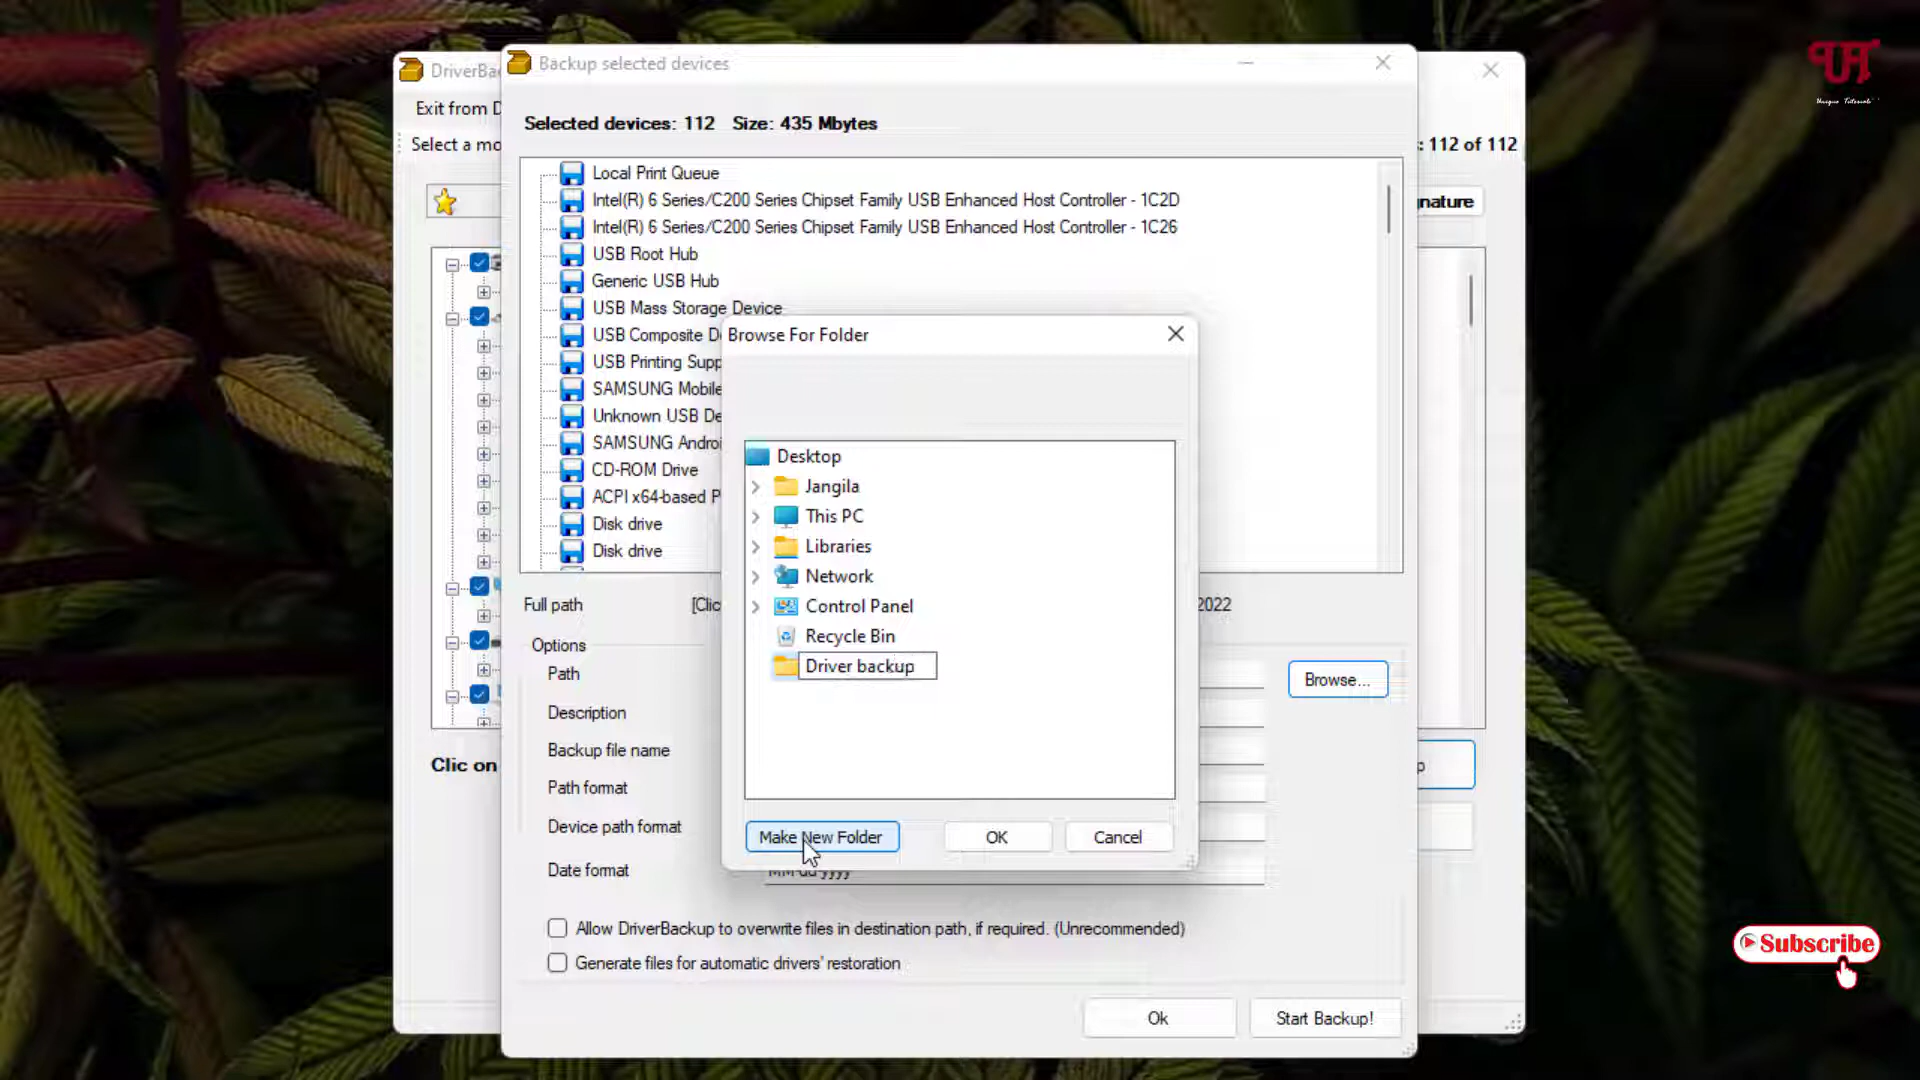 DriverBa
Backup selected devices
Exit from D
Selected devices: 112 Size: 435 Mbytes
Select a mo
: 112 of 112
nature
Local Print Queue
Intel(R) 6 Series/C200 Series Chipset Family USB Enhanced Host Controller - 1C2D
Intel(R) 6 Series/C200 Series Chipset Family USB Enhanced Host Controller - 1C26
USB Root Hub
Generic USB Hub
USB Mass Storage Device
USB Composite D
USB Printing Supp
SAMSUNG Mobile
Unknown USB De
SAMSUNG Androi
CD-ROM Drive
ACPI x64-based P
Disk drive
Disk drive
Browse For Folder
Desktop
Jangila
This PC
Libraries
Network
Control Panel
Recycle Bin
Driver backup
Make New Folder
OK
Cancel
Full path
[Clic
2022
Options
Path
Browse...
Description
Backup file name
Clic on
p
Path format
Device path format
Date format
MM dd yyyy
Allow DriverBackup to overwrite files in destination path, if required. (Unrecommended)
Generate files for automatic drivers' restoration
Ok
Start Backup!
UT
Unique Tutorials
Subscribe